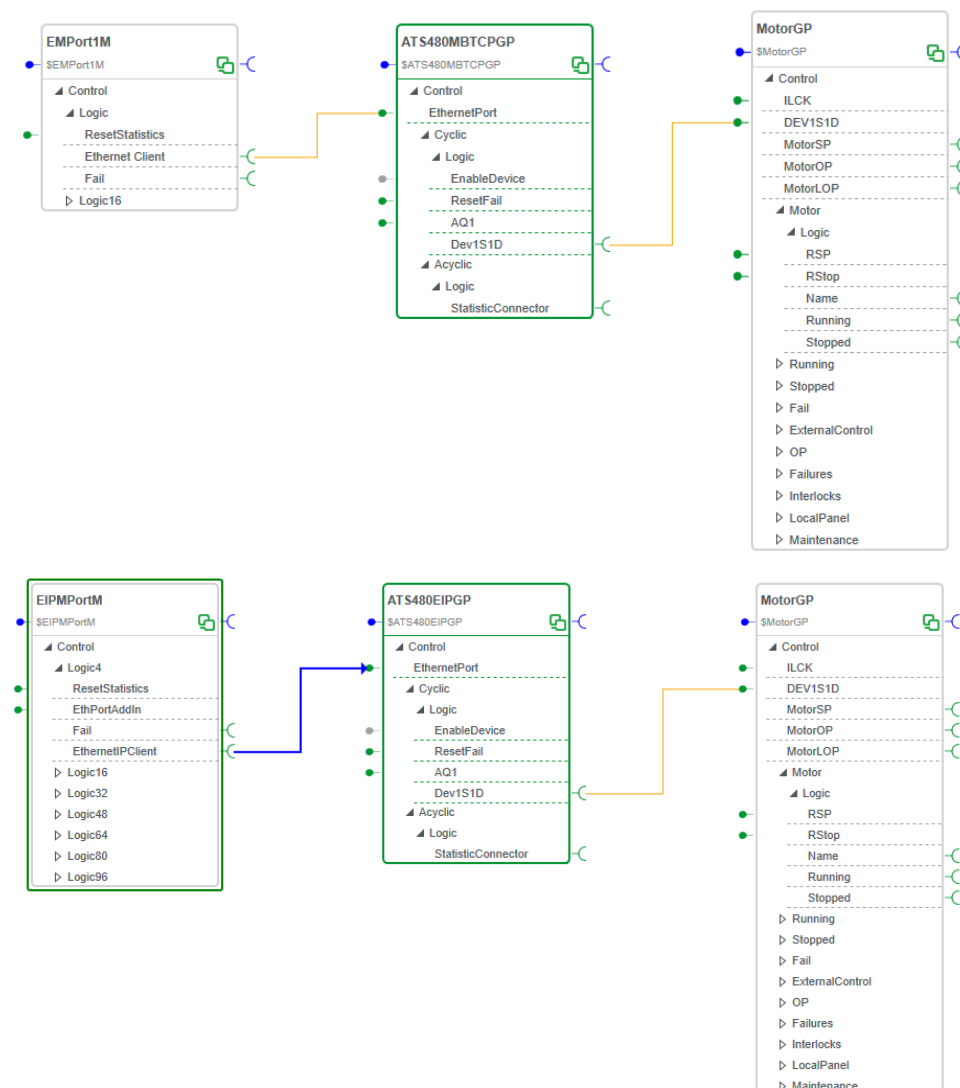 EMPort1M
$EMPort1M
Control
Logic
ResetStatistics
Ethernet Client
Fail
Logic16
ATS480MBTCPGP
$ATS480MBTCPGP
Control
EthernetPort
Cyclic
Logic
EnableDevice
ResetFail
AQ1
Dev1S1D
Acyclic
Logic
StatisticConnector
MotorGP
$MotorGP
Control
ILCK
DEV1S1D
MotorSP
MotorOP
MotorLOP
Motor
Logic
RSP
RStop
Name
Running
Stopped
Running
Stopped
Fail
ExternalControl
OP
Failures
Interlocks
LocalPanel
Maintenance
EIPMPortM
$EIPMPortM
Control
Logic4
ResetStatistics
EthPortAddIn
Fail
EthernetIPClient
Logic16
Logic32
Logic48
Logic64
Logic80
Logic96
ATS480EIPGP
$ATS480EIPGP
Control
EthernetPort
Cyclic
Logic
EnableDevice
ResetFail
AQ1
Dev1S1D
Acyclic
Logic
StatisticConnector
MotorGP
$MotorGP
Control
ILCK
DEV1S1D
MotorSP
MotorOP
MotorLOP
Motor
Logic
RSP
RStop
Name
Running
Stopped
Running
Stopped
Fail
ExternalControl
OP
Failures
Interlocks
LocalPanel
Maintenance